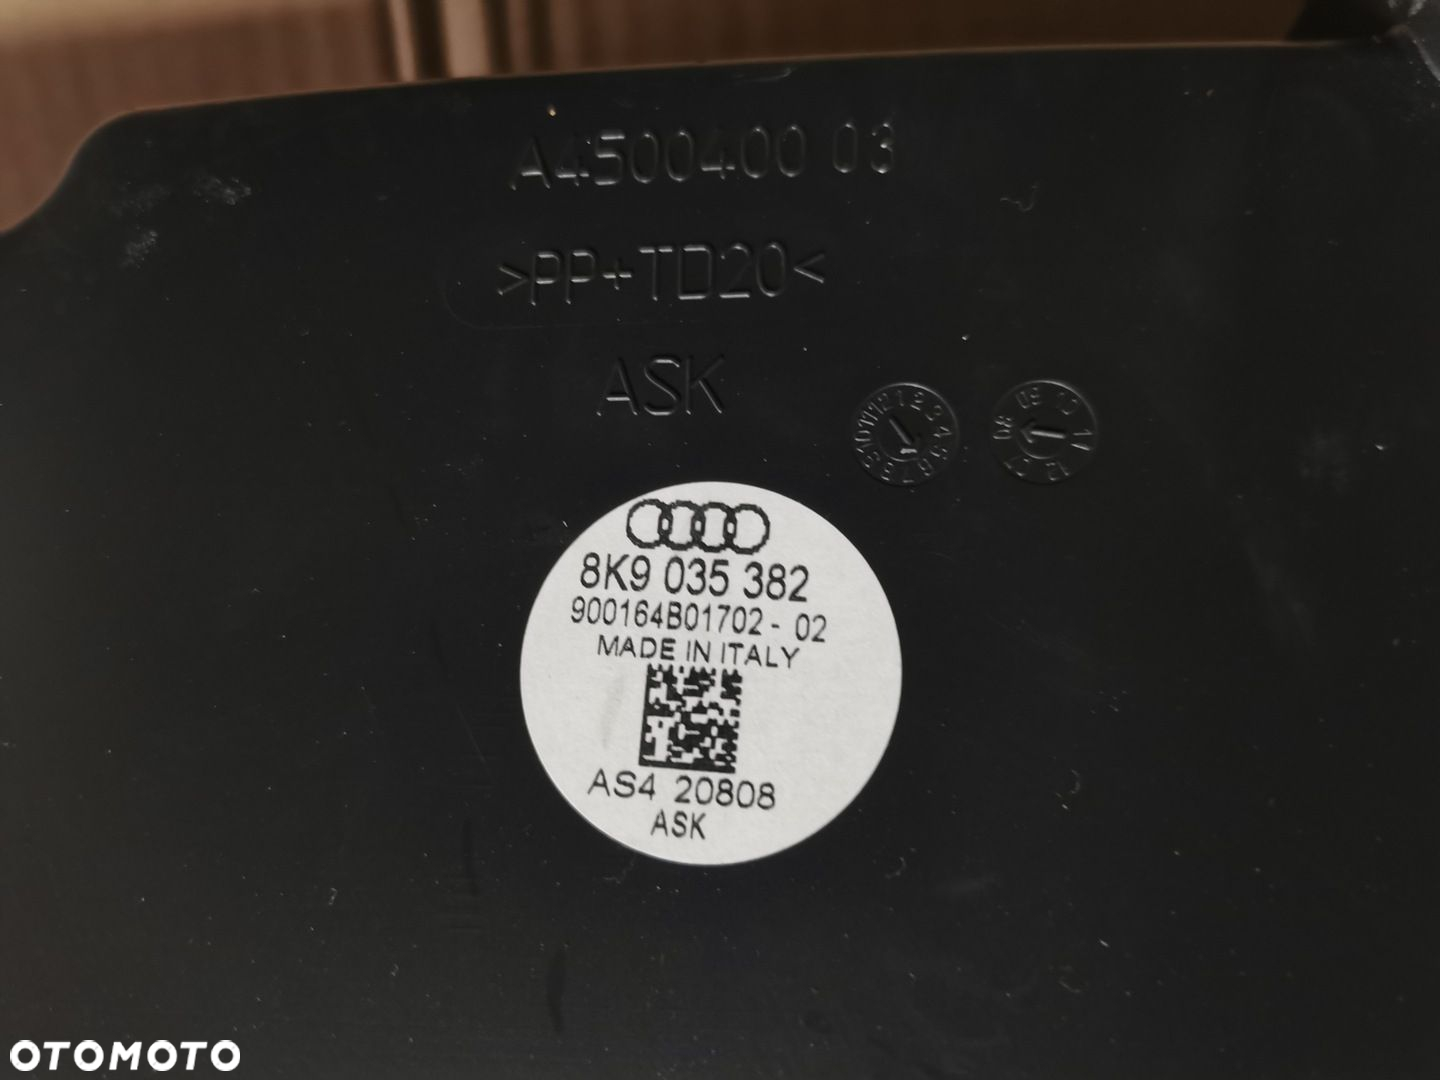 A4500400 03
>PP+TD20<
ASK
8K9 035 382
900164B01702 - 02
MADE IN ITALY
AS4 20808
ASK
OTOMOTO